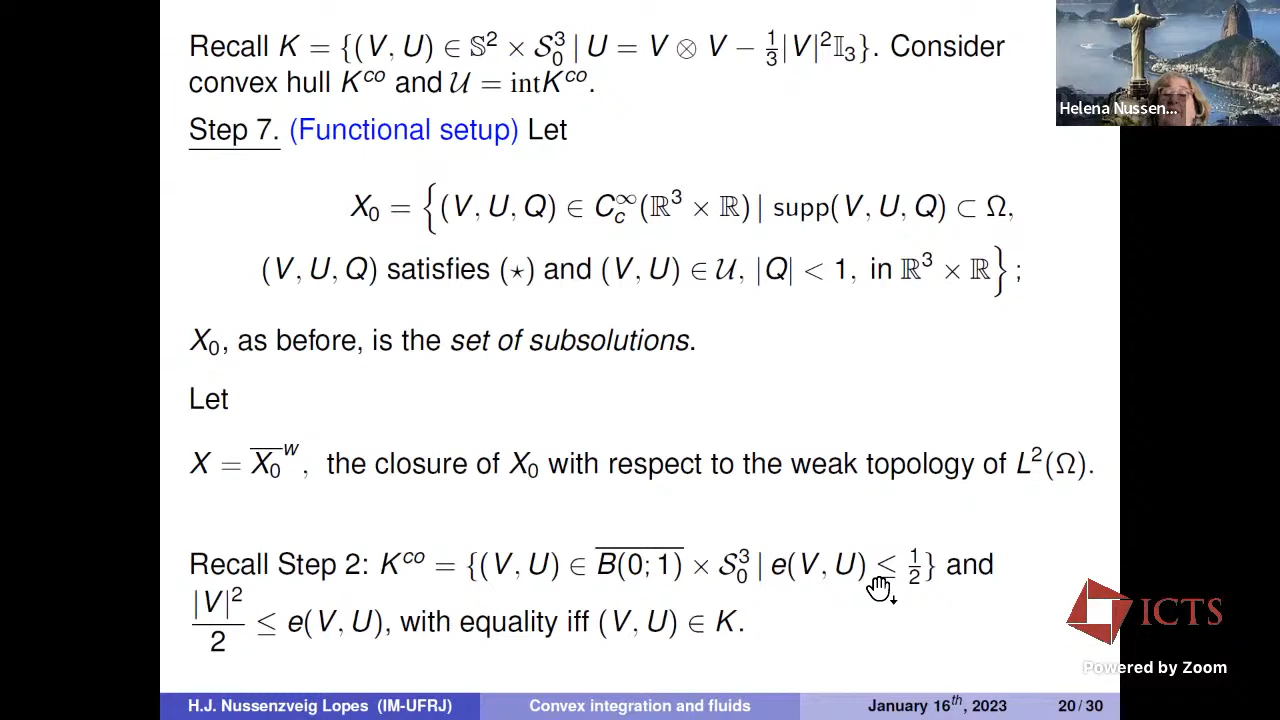 Recall K = {(V, U) ∈ 𝕊² × 𝒮₀³ | U = V ⊗ V − 1/3|V|²𝕀₃}. Consider
convex hull K^co and 𝒰 = intK^co.
Step 7. (Functional setup) Let
X₀ = {(V, U, Q) ∈ C_c^∞(ℝ³ × ℝ) | supp(V, U, Q) ⊂ Ω,
(V, U, Q) satisfies (⋆) and (V, U) ∈ 𝒰, |Q| < 1, in ℝ³ × ℝ};
X₀, as before, is the set of subsolutions.
Let
X = \overline{X₀}^w, the closure of X₀ with respect to the weak topology of L²(Ω).
Recall Step 2: K^co = {(V, U) ∈ \overline{B(0; 1)} × 𝒮₀³ | e(V, U) ≤ 1/2} and
|V|²/2 ≤ e(V, U), with equality iff (V, U) ∈ K.
H.J. Nussenzveig Lopes (IM-UFRJ) Convex integration and fluids January 16th, 2023 20/30
Helena Nussen...
ICTS
Powered by Zoom